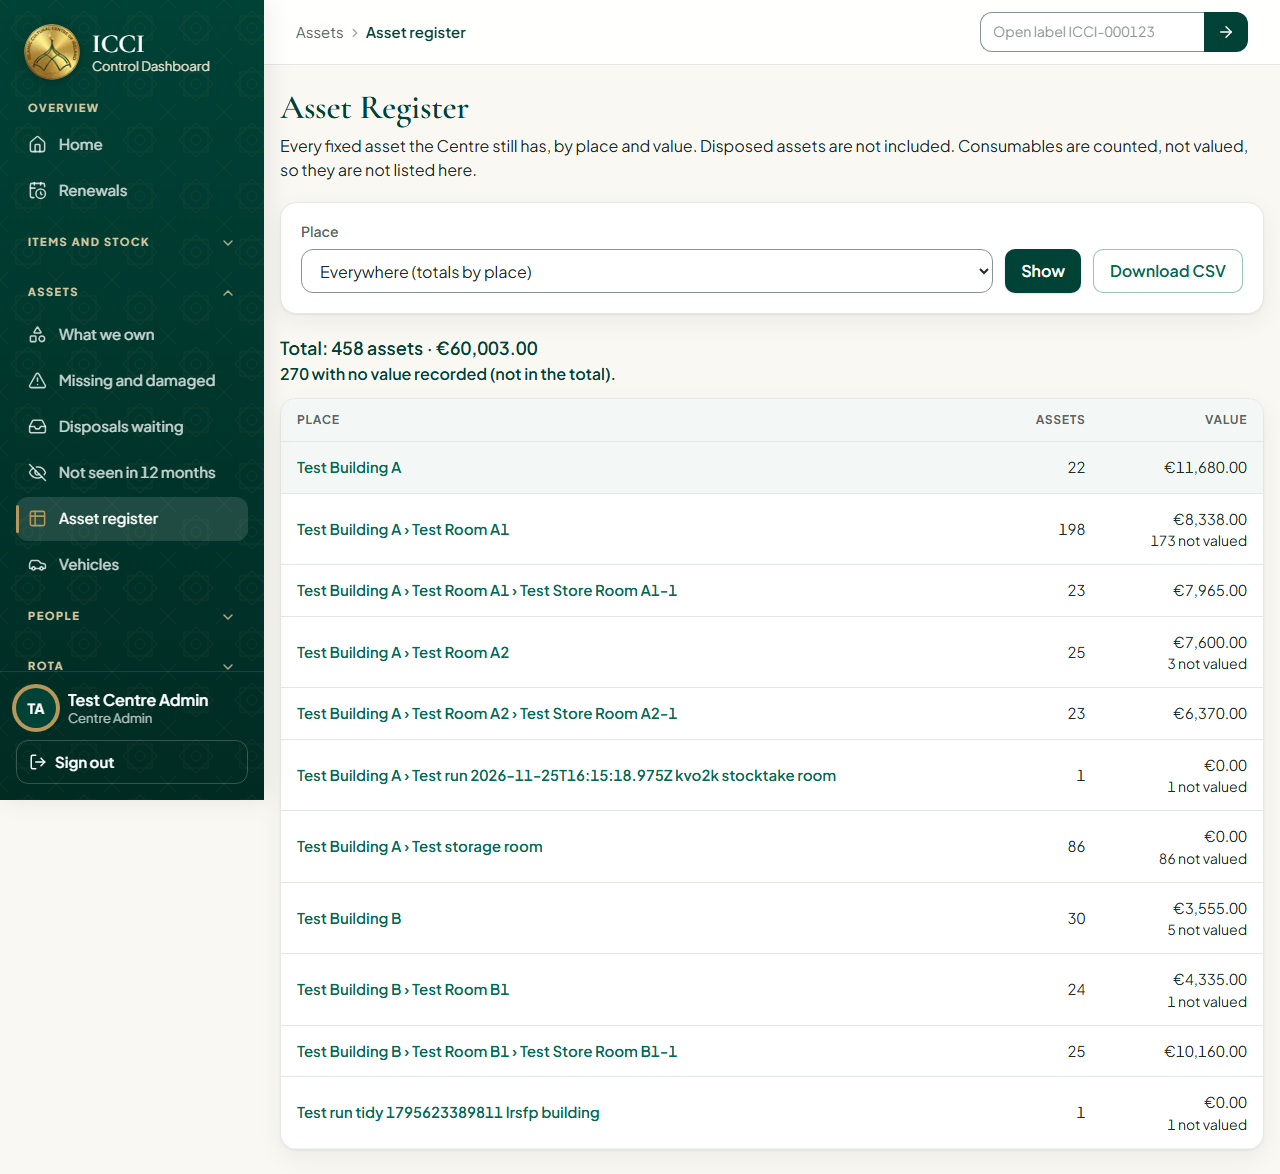 ICCI
Control Dashboard
OVERVIEW
Home
Renewals
ITEMS AND STOCK
ASSETS
What we own
Missing and damaged
Disposals waiting
Not seen in 12 months
Asset register
Vehicles
PEOPLE
ROTA
TA
Test Centre Admin
Centre Admin
Sign out
Assets › Asset register
Open label ICCI-000123
Asset Register
Every fixed asset the Centre still has, by place and value. Disposed assets are not included. Consumables are counted, not valued,
so they are not listed here.
Place
Everywhere (totals by place)
Show
Download CSV
Total: 458 assets · €60,003.00
270 with no value recorded (not in the total).
PLACE ASSETS VALUE
Test Building A 22 €11,680.00
Test Building A › Test Room A1 198 €8,338.00
173 not valued
Test Building A › Test Room A1 › Test Store Room A1-1 23 €7,965.00
Test Building A › Test Room A2 25 €7,600.00
3 not valued
Test Building A › Test Room A2 › Test Store Room A2-1 23 €6,370.00
Test Building A › Test run 2026-11-25T16:15:18.975Z kvo2k stocktake room 1 €0.00
1 not valued
Test Building A › Test storage room 86 €0.00
86 not valued
Test Building B 30 €3,555.00
5 not valued
Test Building B › Test Room B1 24 €4,335.00
1 not valued
Test Building B › Test Room B1 › Test Store Room B1-1 25 €10,160.00
Test run tidy 1795623389811 lrsfp building 1 €0.00
1 not valued